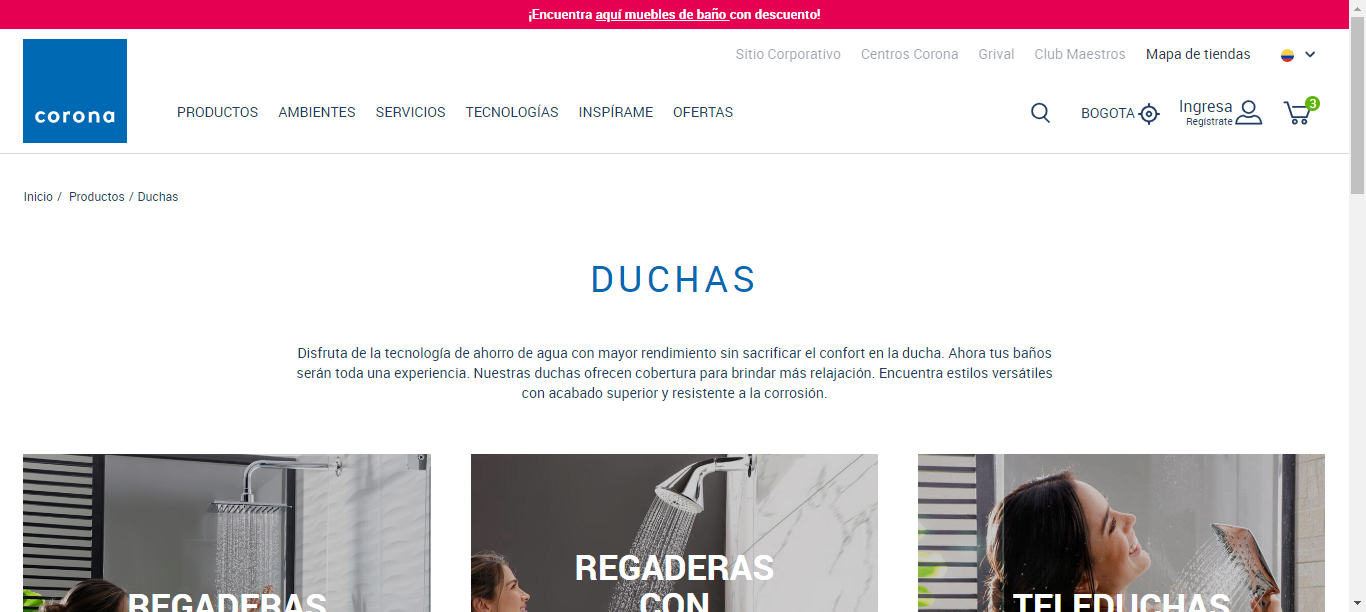 ¡Encuentra aquí muebles de baño con descuento!
Sitio Corporativo Centros Corona Grival Club Maestros Mapa de tiendas
corona
PRODUCTOS AMBIENTES SERVICIOS TECNOLOGÍAS INSPÍRAME OFERTAS
BOGOTA
Ingresa
Regístrate
3
Inicio / Productos / Duchas
DUCHAS
Disfruta de la tecnología de ahorro de agua con mayor rendimiento sin sacrificar el confort en la ducha. Ahora tus baños
serán toda una experiencia. Nuestras duchas ofrecen cobertura para brindar más relajación. Encuentra estilos versátiles
con acabado superior y resistente a la corrosión.
REGADERAS
REGADERAS
CON
TELEDUCHAS